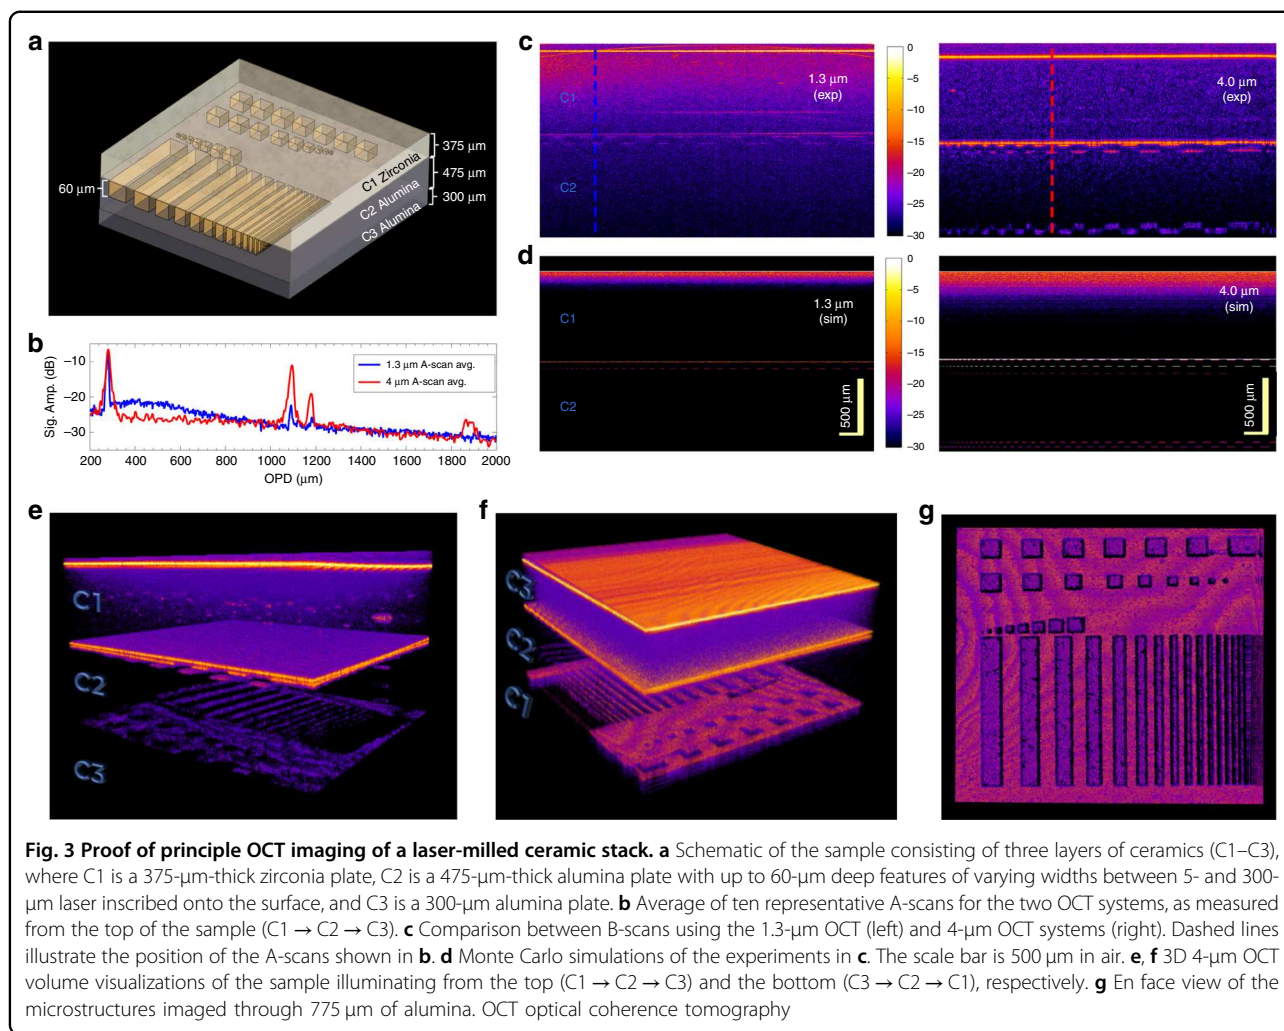 a
375 μm
475 μm
300 μm
60 μm
C1 Zirconia
C2 Alumina
C3 Alumina
b
Sig. Amp. (dB)
−10
−20
−30
1.3 μm A-scan avg.
4 μm A-scan avg.
200 400 600 800 1000 1200 1400 1600 1800 2000
OPD (μm)
c
1.3 μm
(exp)
C1
C2
0
−5
−10
−15
−20
−25
−30
4.0 μm
(exp)
d
1.3 μm
(sim)
C1
C2
500 μm
0
−5
−10
−15
−20
−25
−30
4.0 μm
(sim)
500 μm
e
C1
C2
C3
f
C3
C2
C1
g
Fig. 3 Proof of principle OCT imaging of a laser-milled ceramic stack. a Schematic of the sample consisting of three layers of ceramics (C1–C3),
where C1 is a 375-μm-thick zirconia plate, C2 is a 475-μm-thick alumina plate with up to 60-μm deep features of varying widths between 5- and 300-
μm laser inscribed onto the surface, and C3 is a 300-μm alumina plate. b Average of ten representative A-scans for the two OCT systems, as measured
from the top of the sample (C1 → C2 → C3). c Comparison between B-scans using the 1.3-μm OCT (left) and 4-μm OCT systems (right). Dashed lines
illustrate the position of the A-scans shown in b. d Monte Carlo simulations of the experiments in c. The scale bar is 500 μm in air. e, f 3D 4-μm OCT
volume visualizations of the sample illuminating from the top (C1 → C2 → C3) and the bottom (C3 → C2 → C1), respectively. g En face view of the
microstructures imaged through 775 μm of alumina. OCT optical coherence tomography